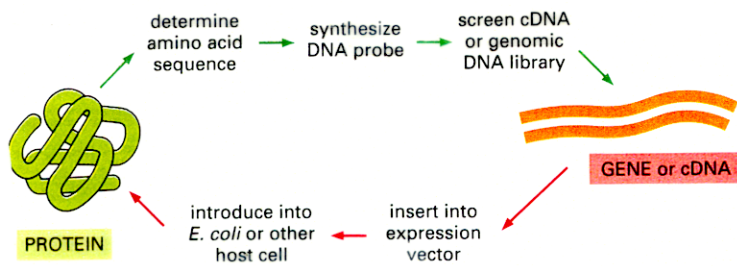 determine
amino acid
sequence
synthesize
DNA probe
screen cDNA
or genomic
DNA library
GENE or cDNA
insert into
expression
vector
introduce into
E. coli or other
host cell
PROTEIN